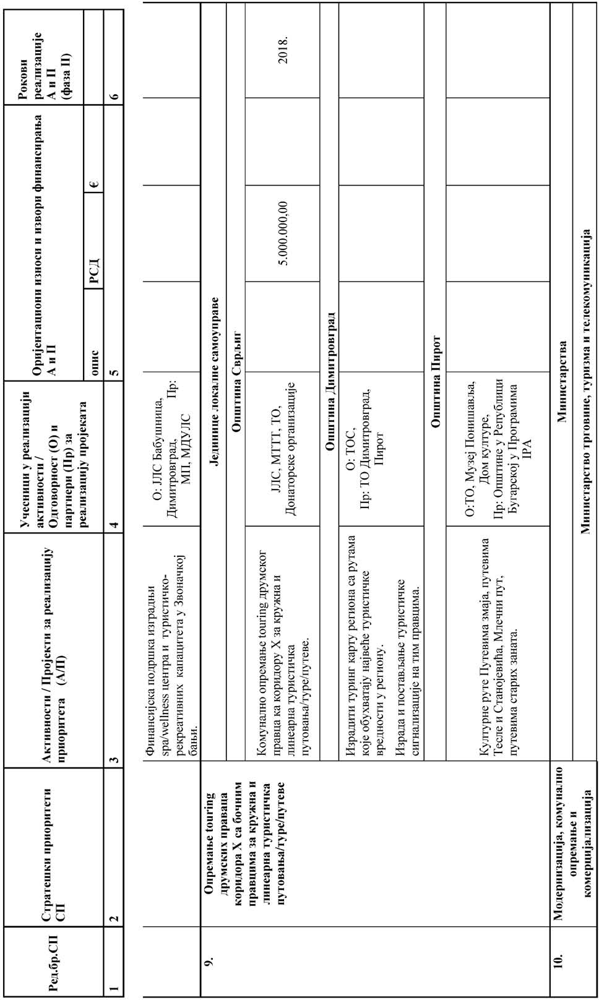 Ред.бр.СП
Стратешки приоритети
СП
Активности / Пројекти за реализацију
приоритета (А/П)
Учесници у реализацији
активности /
Одговорност (О) и
партнери (Пр) за
реализацију пројеката
Оријентациони износи и извори финансирања
А и П
опис
РСД
€
Рокови
реализације
А и П
(фаза II)
1
2
3
4
5
6
Финансијска подршка изградњи
spa/wellness центра и туристичко-
рекреативних капацитета у Звоначкој
бањи.
О: ЈЛС Бабушница,
Димитровград, Пр:
МП, МДУЛС
9.
Опремање touring
друмских праваца
коридора X са бочним
правцима за кружна и
линеарна туристичка
путовања/туре/путеве
Јединице локалне самоуправе
Општина Сврљиг
Комунално опремање touring друмског
правца ка коридору X за кружна и
линеарна туристичка
путовања/туре/путеве.
ЈЛС, МТТТ, ТО,
Донаторске организације
5.000.000,00
2018.
Општина Димитровград
Израдити туринг карту региона са рутама
које обухватају највеће туристичке
вредности у региону.
Израда и постављање туристичке
сигнализације на тим правцима.
О: ТОС,
Пр: ТО Димитровград,
Пирот
Општина Пирот
Културне руте Путевима змаја, путевима
Тесле и Станојевића, Млечни пут,
путевима старих заната.
О:ТО, Музеј Понишавља,
Дом културе,
Пр: Општине у Републици
Бугарској у Програмима
IPA
10.
Модернизација, комунално
опремање и
комерцијализација
Министарства
Министарство трговине, туризма и телекомуникација